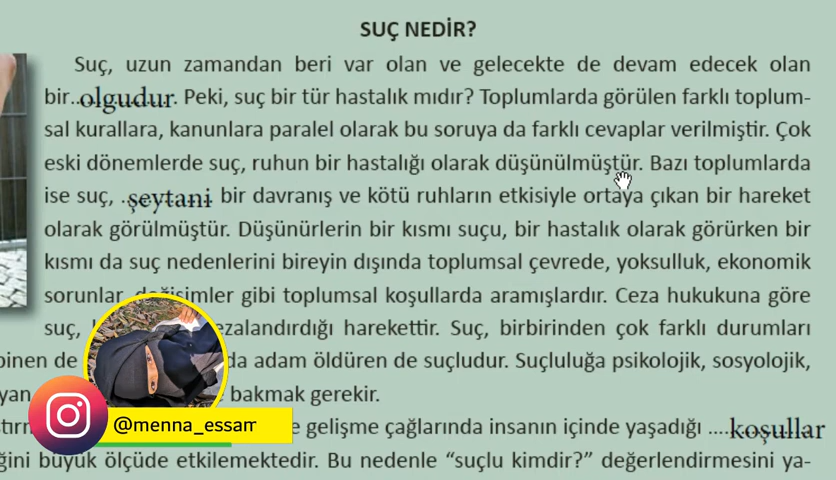 SUÇ NEDİR?
Suç, uzun zamandan beri var olan ve gelecekte de devam edecek olan
bir..olgudur. Peki, suç bir tür hastalık mıdır? Toplumlarda görülen farklı toplum-
sal kurallara, kanunlara paralel olarak bu soruya da farklı cevaplar verilmiştir. Çok
eski dönemlerde suç, ruhun bir hastalığı olarak düşünülmüştür. Bazı toplumlarda
ise suç, ..şeytani bir davranış ve kötü ruhların etkisiyle ortaya çıkan bir hareket
olarak görülmüştür. Düşünürlerin bir kısmı suçu, bir hastalık olarak görürken bir
kısmı da suç nedenlerini bireyin dışında toplumsal çevrede, yoksulluk, ekonomik
sorunlar, değişimler gibi toplumsal koşullarda aramışlardır. Ceza hukukuna göre
suç, ezalandırdığı harekettir. Suç, birbirinden çok farklı durumları
binen de da adam öldüren de suçludur. Suçluluğa psikolojik, sosyolojik,
yan bakmak gerekir.
@menna_essam
e gelişme çağlarında insanın içinde yaşadığı ....koşullar
ğini büyük ölçüde etkilemektedir. Bu nedenle “suçlu kimdir?” değerlendirmesini ya-